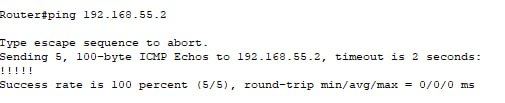 Router#ping 192.168.55.2
Type escape sequence to abort.
Sending 5, 100-byte ICMP Echos to 192.168.55.2, timeout is 2 seconds:
!!!!!
Success rate is 100 percent (5/5), round-trip min/avg/max = 0/0/0 ms